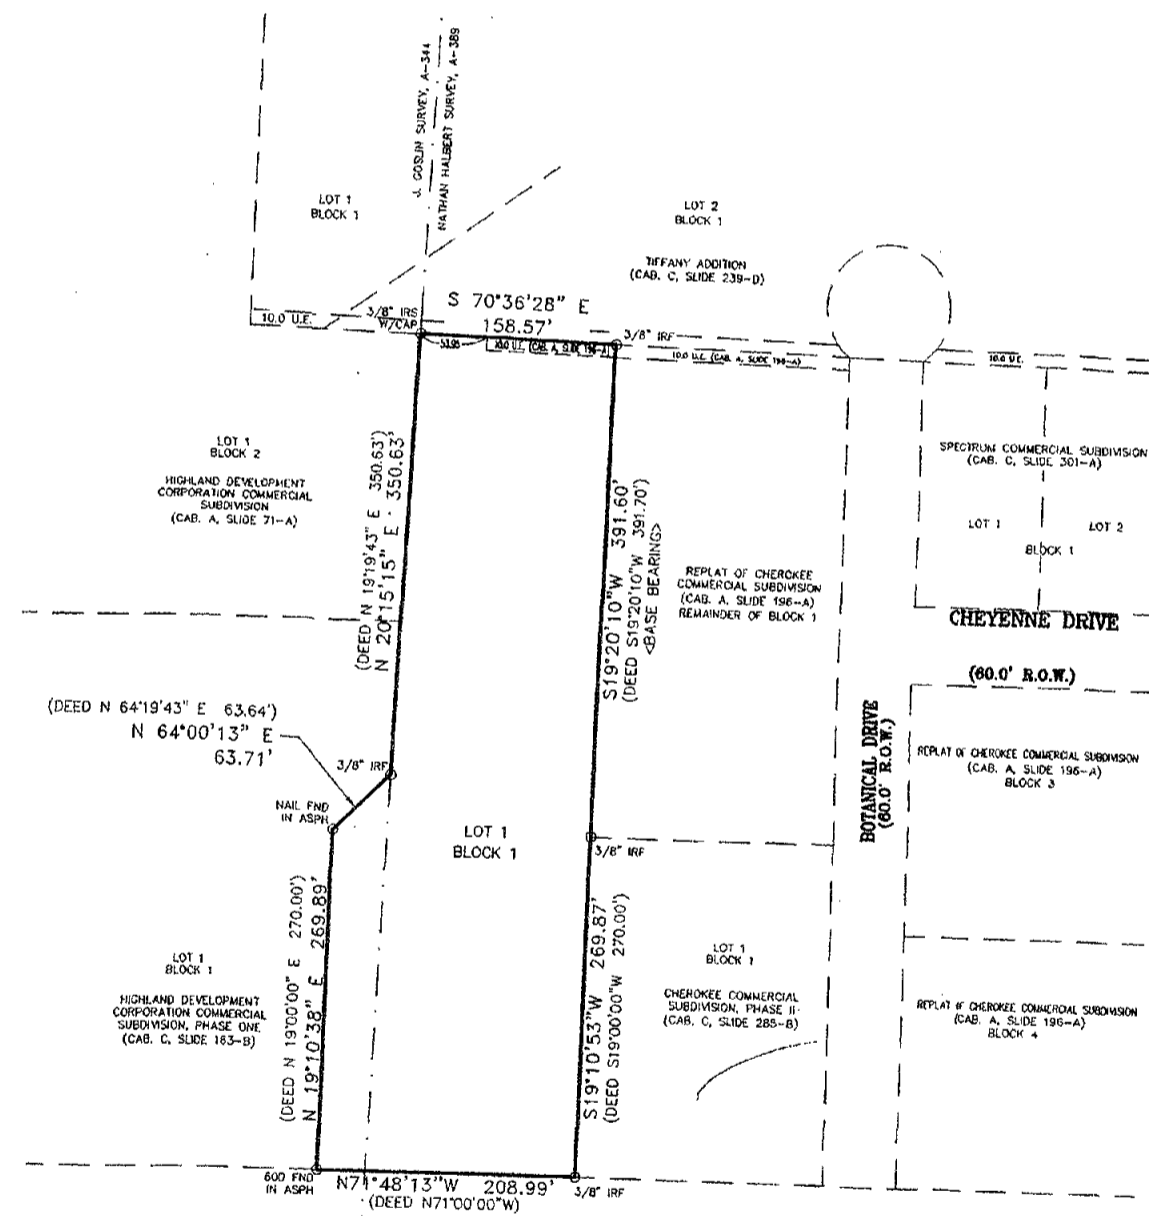 J. GOSLIN SURVEY, A-344
NATHAN HALBERT SURVEY, A-389
LOT 1
BLOCK 1
LOT 2
BLOCK 1
TIFFANY ADDITION
(CAB. C, SLIDE 239-D)
S 70°36'28" E
158.57'
10.0 U.E.
3/8" IRS
W/CAP
3/8" IRF
10.0 U.E. (CAB. A, SLIDE 196-A)
10.0 U.E. (CAB. A, SLIDE 196-A)
10.0 U.E.
LOT 1
BLOCK 2
HIGHLAND DEVELOPMENT
CORPORATION COMMERCIAL
SUBDIVISION
(CAB. A, SLIDE 71-A)
(DEED N 19°19'43" E 350.63')
N 20°15'15" E 350.63'
S19°20'10"W 391.60'
(DEED S19°20'10"W 391.70')
<BASE BEARING>
REPLAT OF CHEROKEE
COMMERCIAL SUBDIVISION
(CAB. A, SLIDE 196-A)
REMAINDER OF BLOCK 1
SPECTRUM COMMERCIAL SUBDIVISION
(CAB. C, SLIDE 301-A)
LOT 1
LOT 2
BLOCK 1
CHEYENNE DRIVE
(60.0' R.O.W.)
BOTANICAL DRIVE
(60.0' R.O.W.)
(DEED N 64°19'43" E 63.64')
N 64°00'13" E
63.71'
3/8" IRF
NAIL FND
IN ASPH
LOT 1
BLOCK 1
3/8" IRF
REPLAT OF CHEROKEE COMMERCIAL SUBDIVISION
(CAB. A, SLIDE 196-A)
BLOCK 3
LOT 1
BLOCK 1
HIGHLAND DEVELOPMENT
CORPORATION COMMERCIAL
SUBDIVISION, PHASE ONE
(CAB. C, SLIDE 183-B)
(DEED N 19°00'00" E 270.00')
N 19°10'38" E 269.89'
S19°10'53"W 269.87'
(DEED S19°00'00"W 270.00')
LOT 1
BLOCK 1
CHEROKEE COMMERCIAL
SUBDIVISION, PHASE II
(CAB. C, SLIDE 285-B)
REPLAT OF CHEROKEE COMMERCIAL SUBDIVISION
(CAB. A, SLIDE 196-A)
BLOCK 4
60D FND
IN ASPH
N71°48'13"W 208.99'
(DEED N71°00'00"W)
3/8" IRF